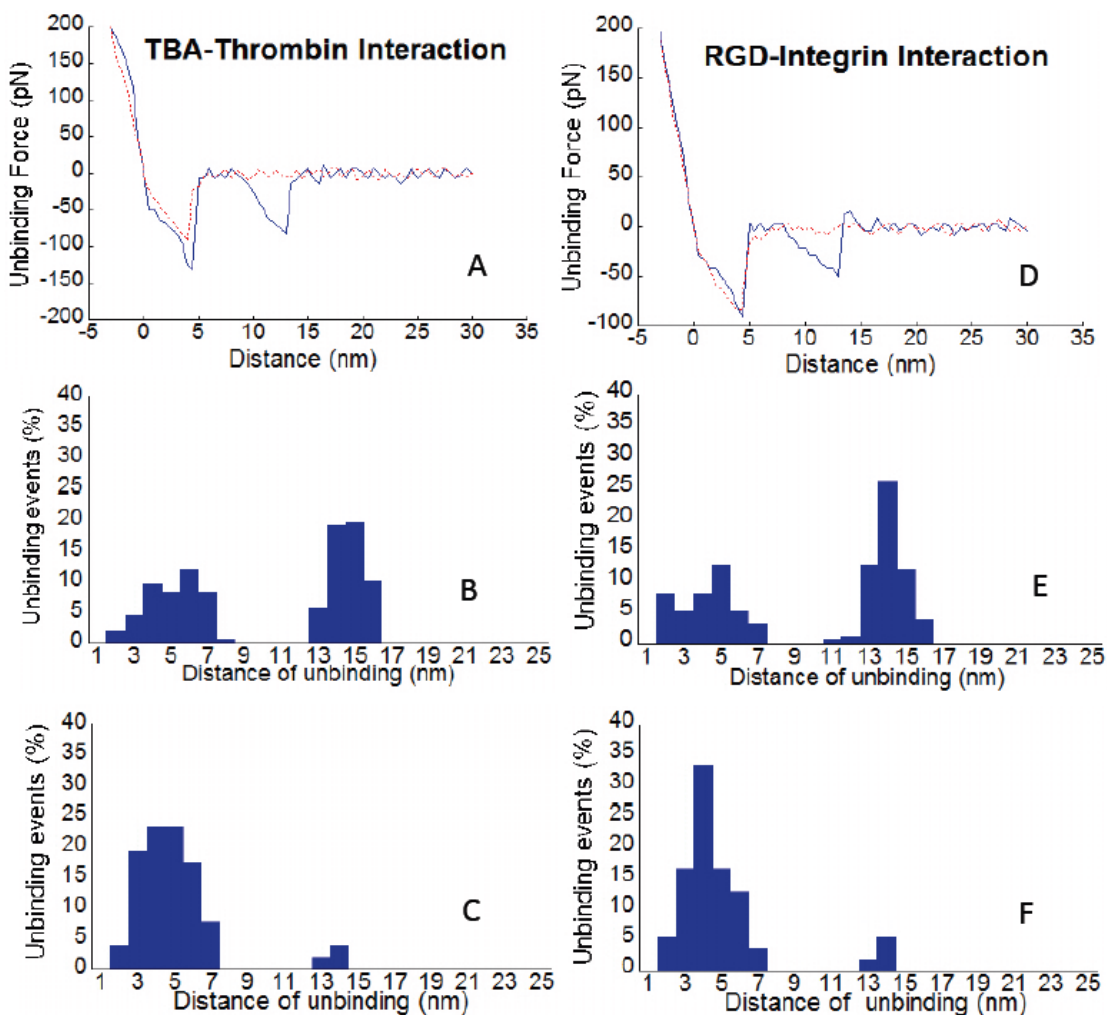 TBA-Thrombin Interaction
Unbinding Force (pN)
200
150
100
50
0
-50
-100
-150
-200
-5 0 5 10 15 20 25 30 35
Distance (nm)
A
RGD-Integrin Interaction
Unbinding Force (pN)
200
150
100
50
0
-50
-100
-5 0 5 10 15 20 25 30 35
Distance (nm)
D
Unbinding events (%)
40
35
30
25
20
15
10
5
0
1 3 5 7 9 11 13 15 17 19 21 23 25
Distance of unbinding (nm)
B
Unbinding events (%)
40
35
30
25
20
15
10
5
0
1 3 5 7 9 11 13 15 17 19 21 23 25
Distance of unbinding (nm)
E
Unbinding events (%)
40
35
30
25
20
15
10
5
0
1 3 5 7 9 11 13 15 17 19 21 23 25
Distance of unbinding (nm)
C
Unbinding events (%)
40
35
30
25
20
15
10
5
0
1 3 5 7 9 11 13 15 17 19 21 23 25
Distance of unbinding (nm)
F